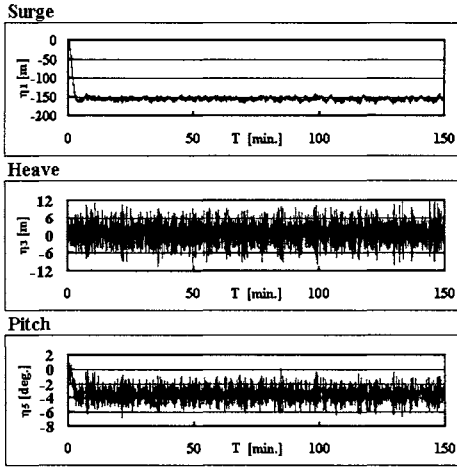 Surge
0
-50
-100
-150
-200
η1 [m]
0 50 100 150
T [min.]
Heave
12
6
0
-6
-12
η3 [m]
0 50 100 150
T [min.]
Pitch
2
0
-2
-4
-6
-8
η5 [deg.]
0 50 100 150
T [min.]